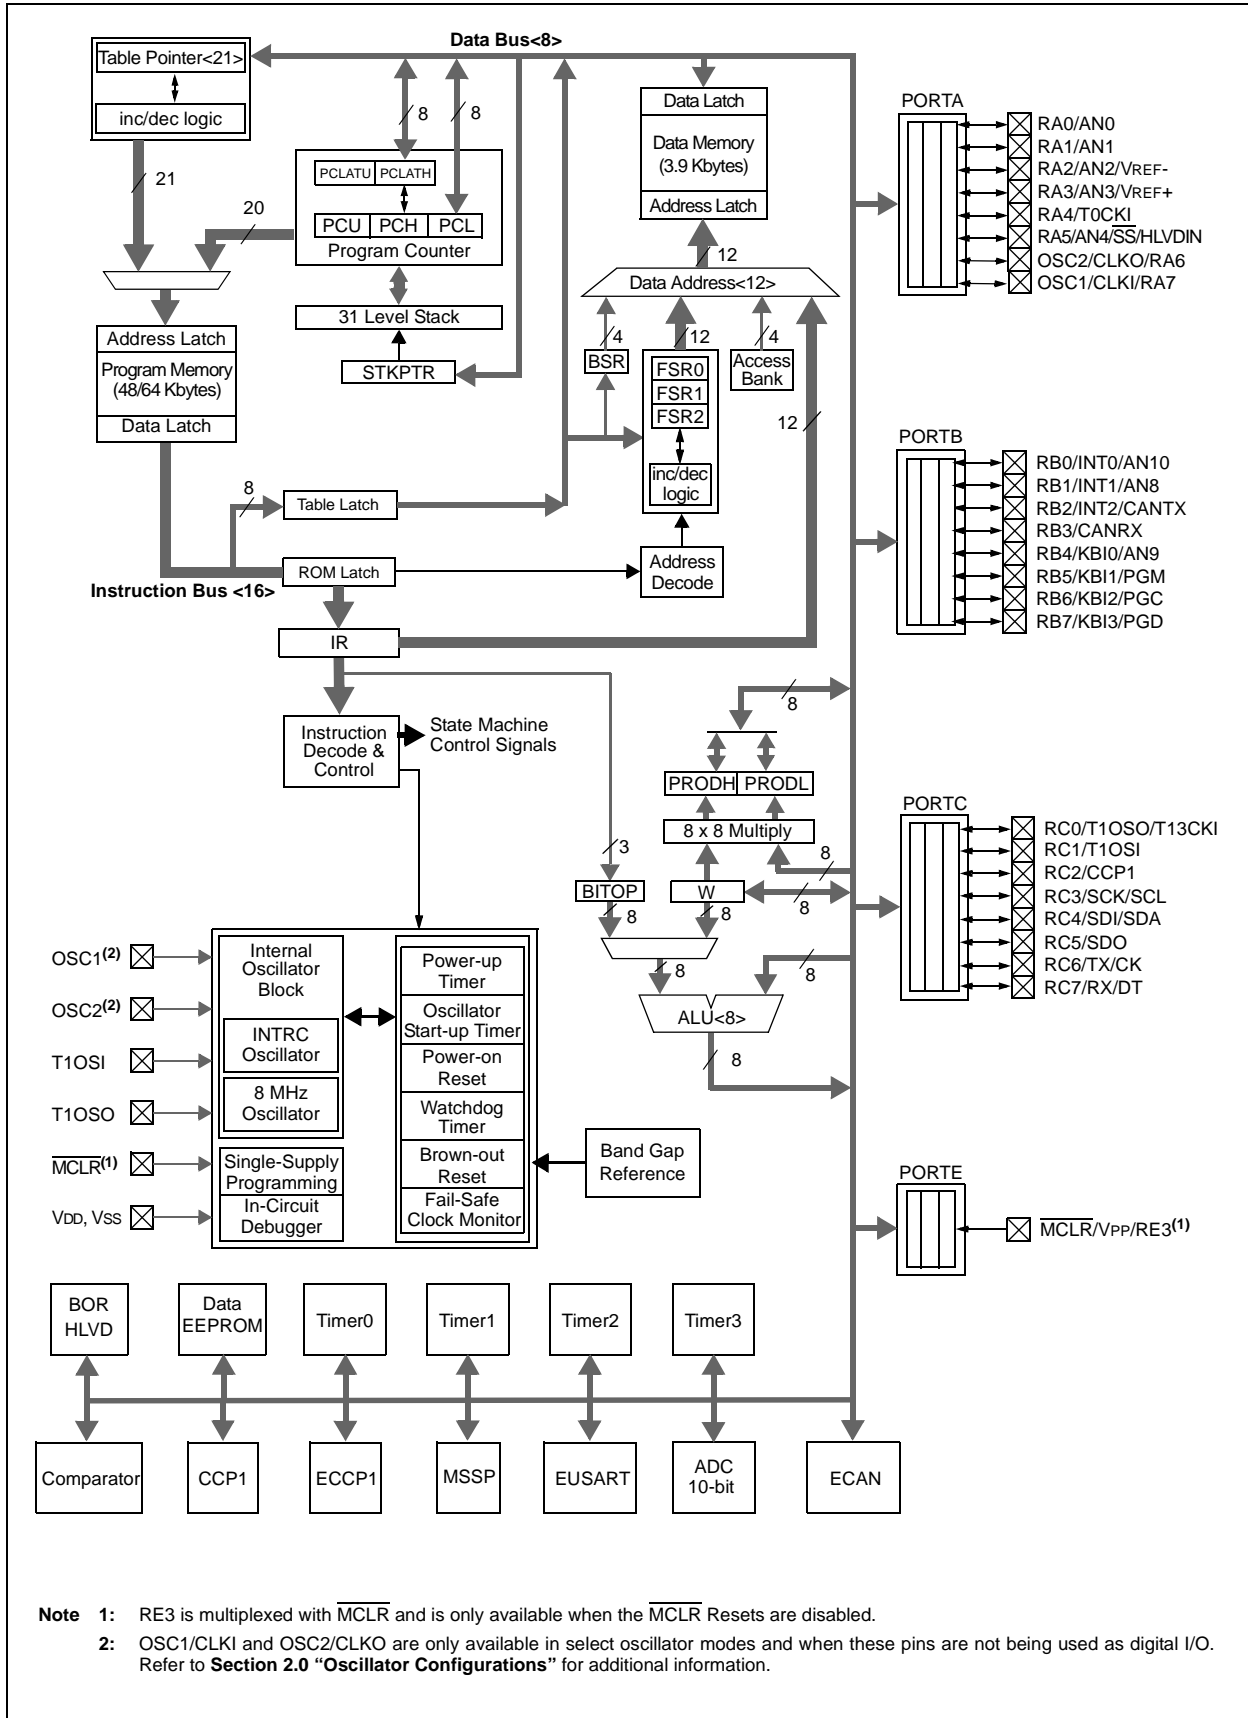 Data Bus<8>
Table Pointer<21>
inc/dec logic
21
20
8
8
PCLATU
PCLATH
PCU
PCH
PCL
Program Counter
31 Level Stack
STKPTR
Address Latch
Program Memory
(48/64 Kbytes)
Data Latch
Data Latch
Data Memory
(3.9 Kbytes)
Address Latch
12
Data Address<12>
4
12
4
BSR
FSR0
FSR1
FSR2
inc/dec
logic
Access
Bank
12
8
Table Latch
ROM Latch
Instruction Bus <16>
Address
Decode
IR
Instruction
Decode &
Control
State Machine
Control Signals
8
PRODH
PRODL
8 x 8 Multiply
3
8
BITOP
W
8
8
8
8
8
ALU<8>
8
OSC1(2)
OSC2(2)
T1OSI
T1OSO
MCLR(1)
VDD, VSS
Internal
Oscillator
Block
INTRC
Oscillator
8 MHz
Oscillator
Single-Supply
Programming
In-Circuit
Debugger
Power-up
Timer
Oscillator
Start-up Timer
Power-on
Reset
Watchdog
Timer
Brown-out
Reset
Fail-Safe
Clock Monitor
Band Gap
Reference
PORTA
RA0/AN0
RA1/AN1
RA2/AN2/VREF-
RA3/AN3/VREF+
RA4/T0CKI
RA5/AN4/SS/HLVDIN
OSC2/CLKO/RA6
OSC1/CLKI/RA7
PORTB
RB0/INT0/AN10
RB1/INT1/AN8
RB2/INT2/CANTX
RB3/CANRX
RB4/KBI0/AN9
RB5/KBI1/PGM
RB6/KBI2/PGC
RB7/KBI3/PGD
PORTC
RC0/T1OSO/T13CKI
RC1/T1OSI
RC2/CCP1
RC3/SCK/SCL
RC4/SDI/SDA
RC5/SDO
RC6/TX/CK
RC7/RX/DT
PORTE
MCLR/VPP/RE3(1)
BOR
HLVD
Data
EEPROM
Timer0
Timer1
Timer2
Timer3
Comparator
CCP1
ECCP1
MSSP
EUSART
ADC
10-bit
ECAN
Note 1: RE3 is multiplexed with MCLR and is only available when the MCLR Resets are disabled.
2: OSC1/CLKI and OSC2/CLKO are only available in select oscillator modes and when these pins are not being used as digital I/O.
Refer to Section 2.0 “Oscillator Configurations” for additional information.